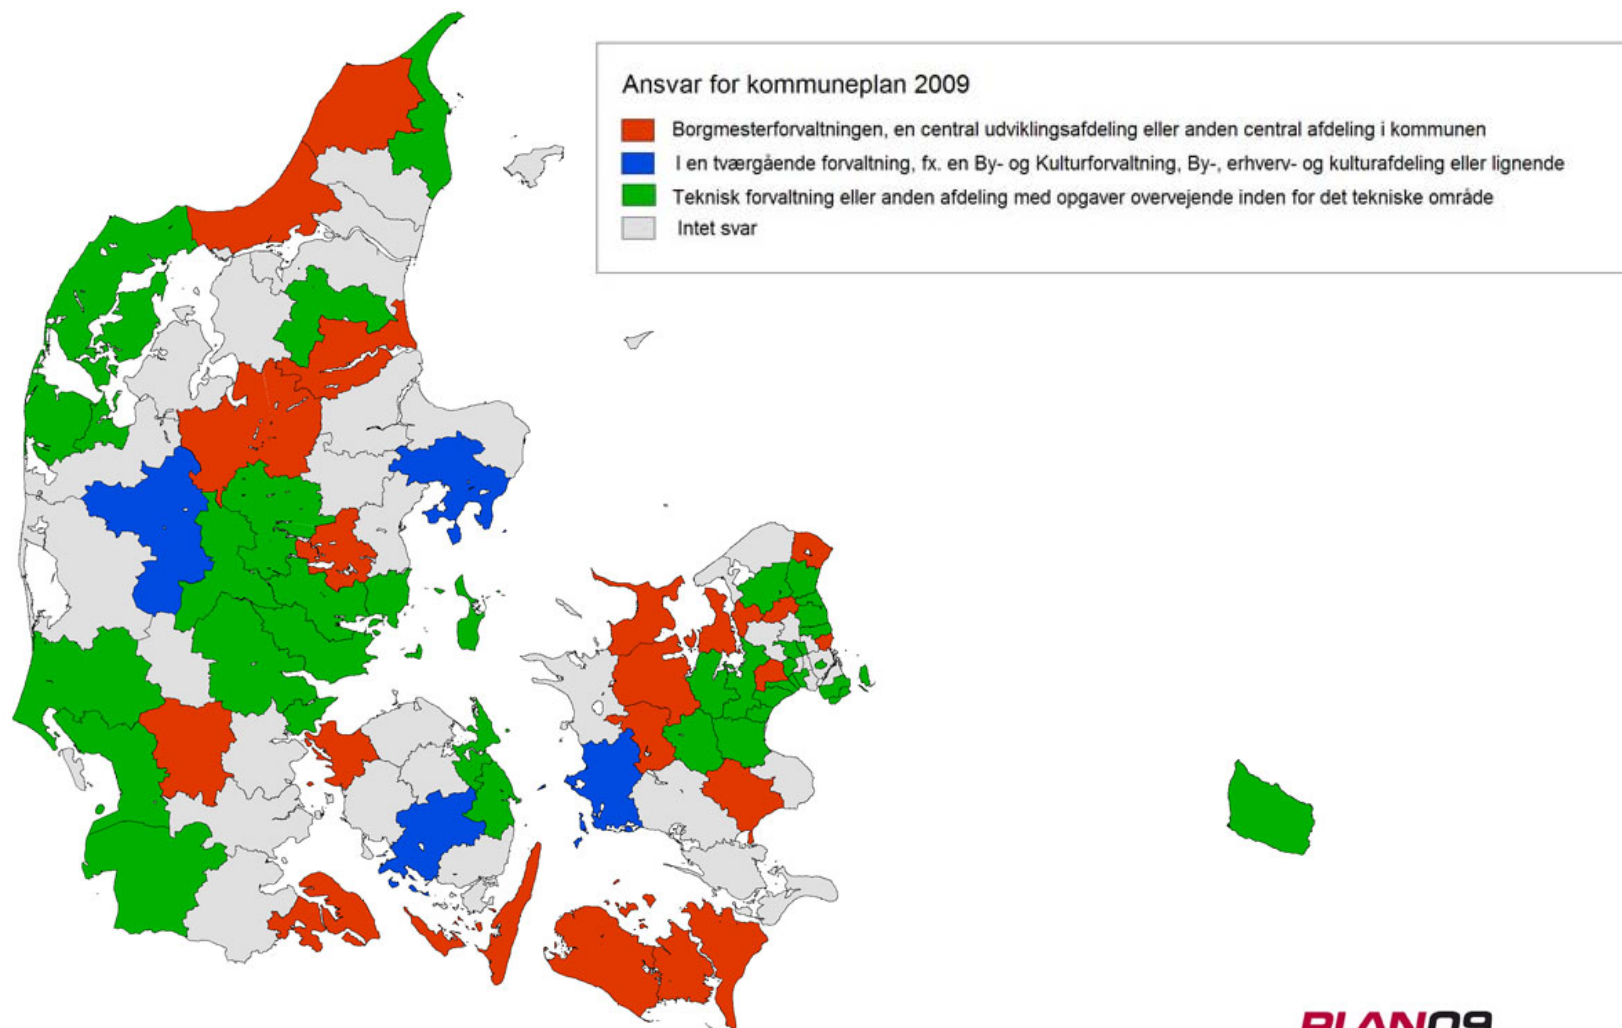 Ansvar for kommuneplan 2009
Borgmesterforvaltningen, en central udviklingsafdeling eller anden central afdeling i kommunen
I en tværgående forvaltning, fx. en By- og Kulturforvaltning, By-, erhverv- og kulturafdeling eller lignende
Teknisk forvaltning eller anden afdeling med opgaver overvejende inden for det tekniske område
Intet svar
PLAN09